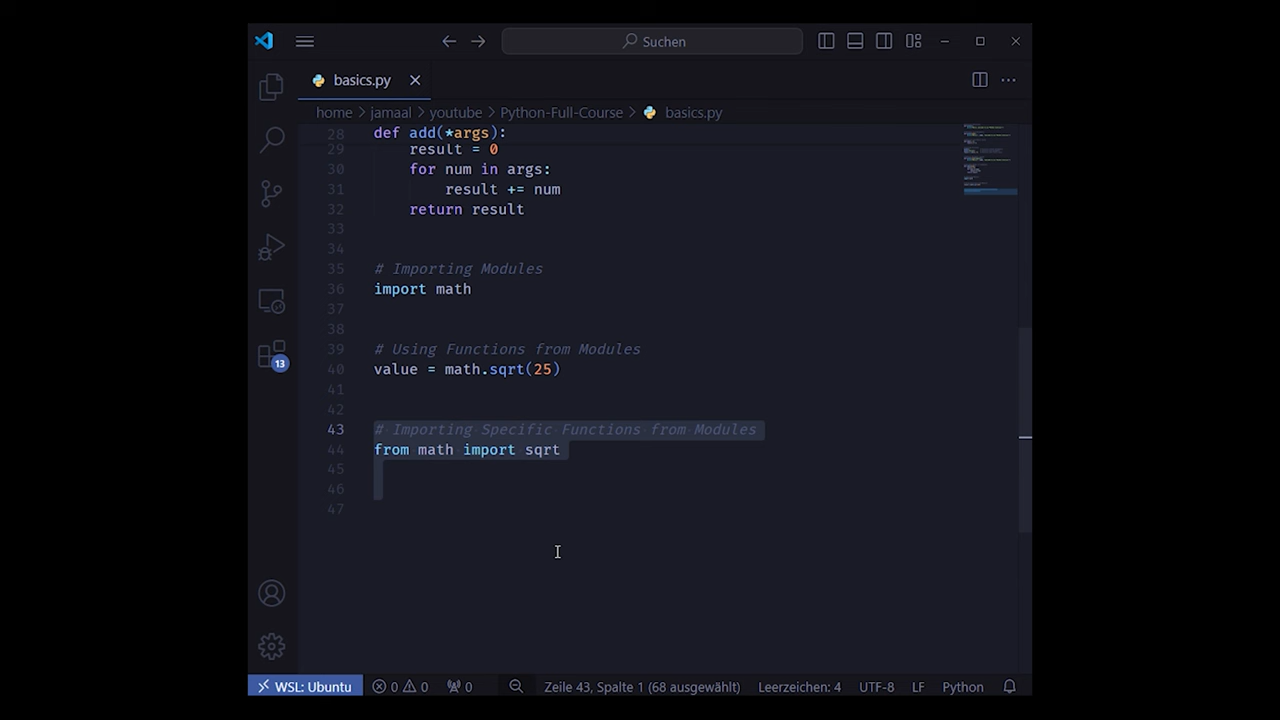 Suchen
basics.py
home > jamaal > youtube > Python-Full-Course > basics.py
28 def add(*args):
29 result = 0
30 for num in args:
31 result += num
32 return result
33
34
35 # Importing Modules
36 import math
37
38
39 # Using Functions from Modules
40 value = math.sqrt(25)
41
42
43 # Importing Specific Functions from Modules
44 from math import sqrt
45
46
47
13
WSL: Ubuntu 0 0 0 Zeile 43, Spalte 1 (68 ausgewählt) Leerzeichen: 4 UTF-8 LF Python